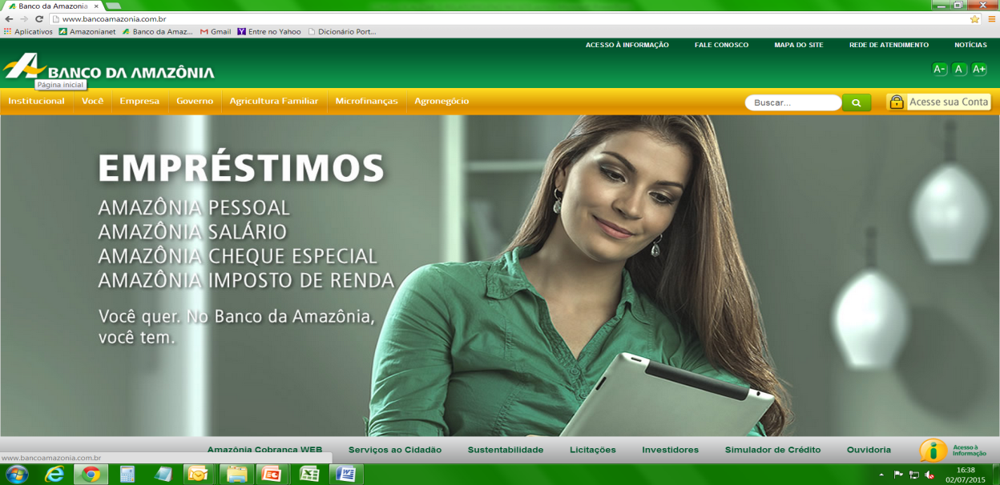 Banco da Amazonia
www.bancoamazonia.com.br
Aplicativos Amazonianet Banco da Amaz... Gmail Entre no Yahoo Dicionário Port...
ACESSO À INFORMAÇÃO FALE CONOSCO MAPA DO SITE REDE DE ATENDIMENTO NOTÍCIAS
BANCO DA AMAZÔNIA
A- A A+
Página inicial
Institucional Você Empresa Governo Agricultura Familiar Microfinanças Agronegócio Buscar... Acesse sua Conta
EMPRÉSTIMOS
AMAZÔNIA PESSOAL
AMAZÔNIA SALÁRIO
AMAZÔNIA CHEQUE ESPECIAL
AMAZÔNIA IMPOSTO DE RENDA
Você quer. No Banco da Amazônia,
você tem.
Amazônia Cobrança WEB Serviços ao Cidadão Sustentabilidade Licitações Investidores Simulador de Crédito Ouvidoria Acesso à
Informação
www.bancoamazonia.com.br
16:38
02/07/2015